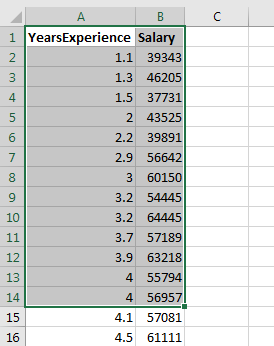 A B C
1 YearsExperience Salary
2 1.1 39343
3 1.3 46205
4 1.5 37731
5 2 43525
6 2.2 39891
7 2.9 56642
8 3 60150
9 3.2 54445
10 3.2 64445
11 3.7 57189
12 3.9 63218
13 4 55794
14 4 56957
15 4.1 57081
16 4.5 61111